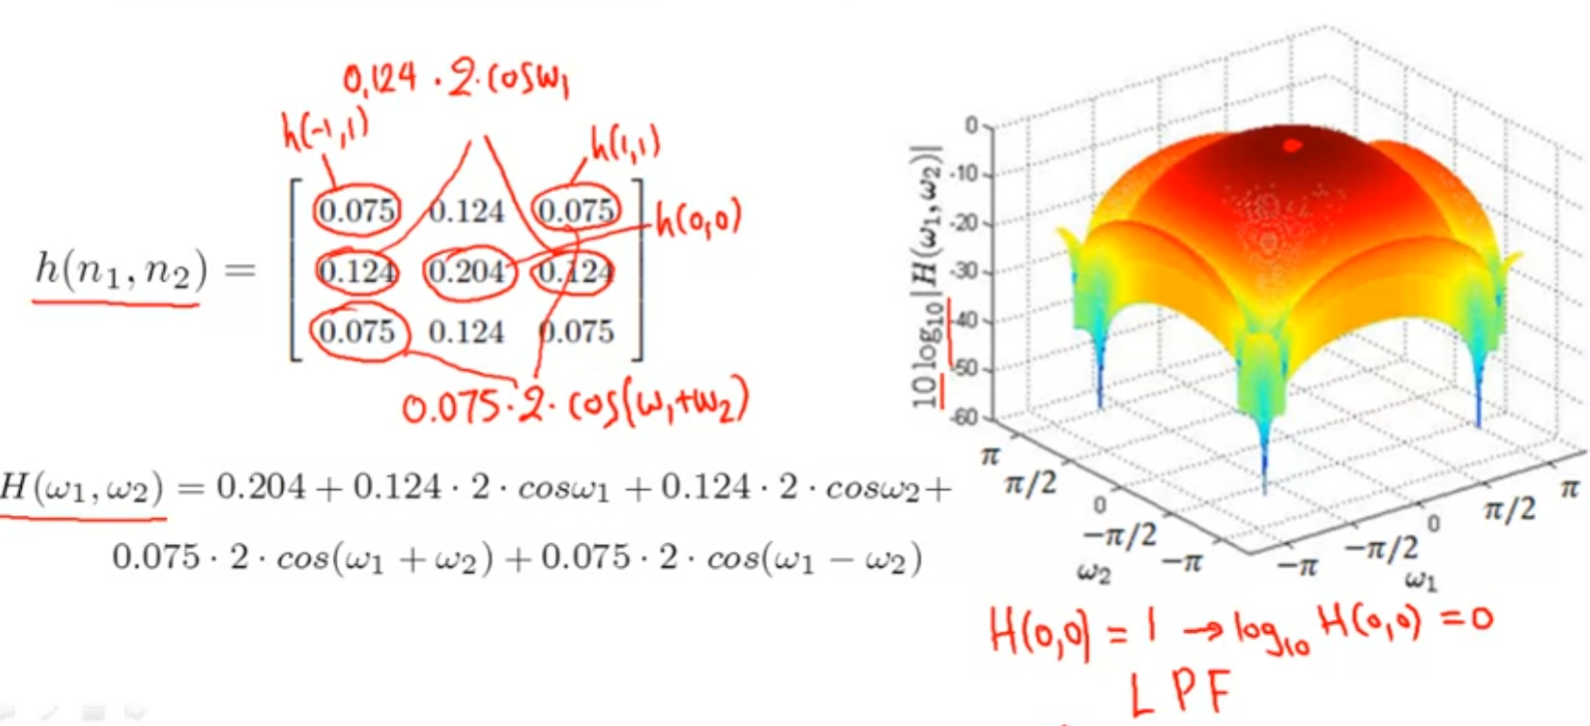 0.124 · 2 · cosω₁
h(-1,1)
h(1,1)
0.075 0.124 0.075
h(0,0)
h(n₁, n₂) = 0.124 0.204 0.124
0.075 0.124 0.075
0.075 · 2 · cos(ω₁+ω₂)
H(ω₁, ω₂) = 0.204 + 0.124 · 2 · cosω₁ + 0.124 · 2 · cosω₂+
0.075 · 2 · cos(ω₁ + ω₂) + 0.075 · 2 · cos(ω₁ − ω₂)
10 log₁₀|H(ω₁, ω₂)|
0
-10
-20
-30
-40
-50
-60
π
π/2
0
−π/2
−π
ω₂
−π
−π/2
0
π/2
π
ω₁
H(0,0) = 1 → log₁₀ H(0,0) = 0
LPF